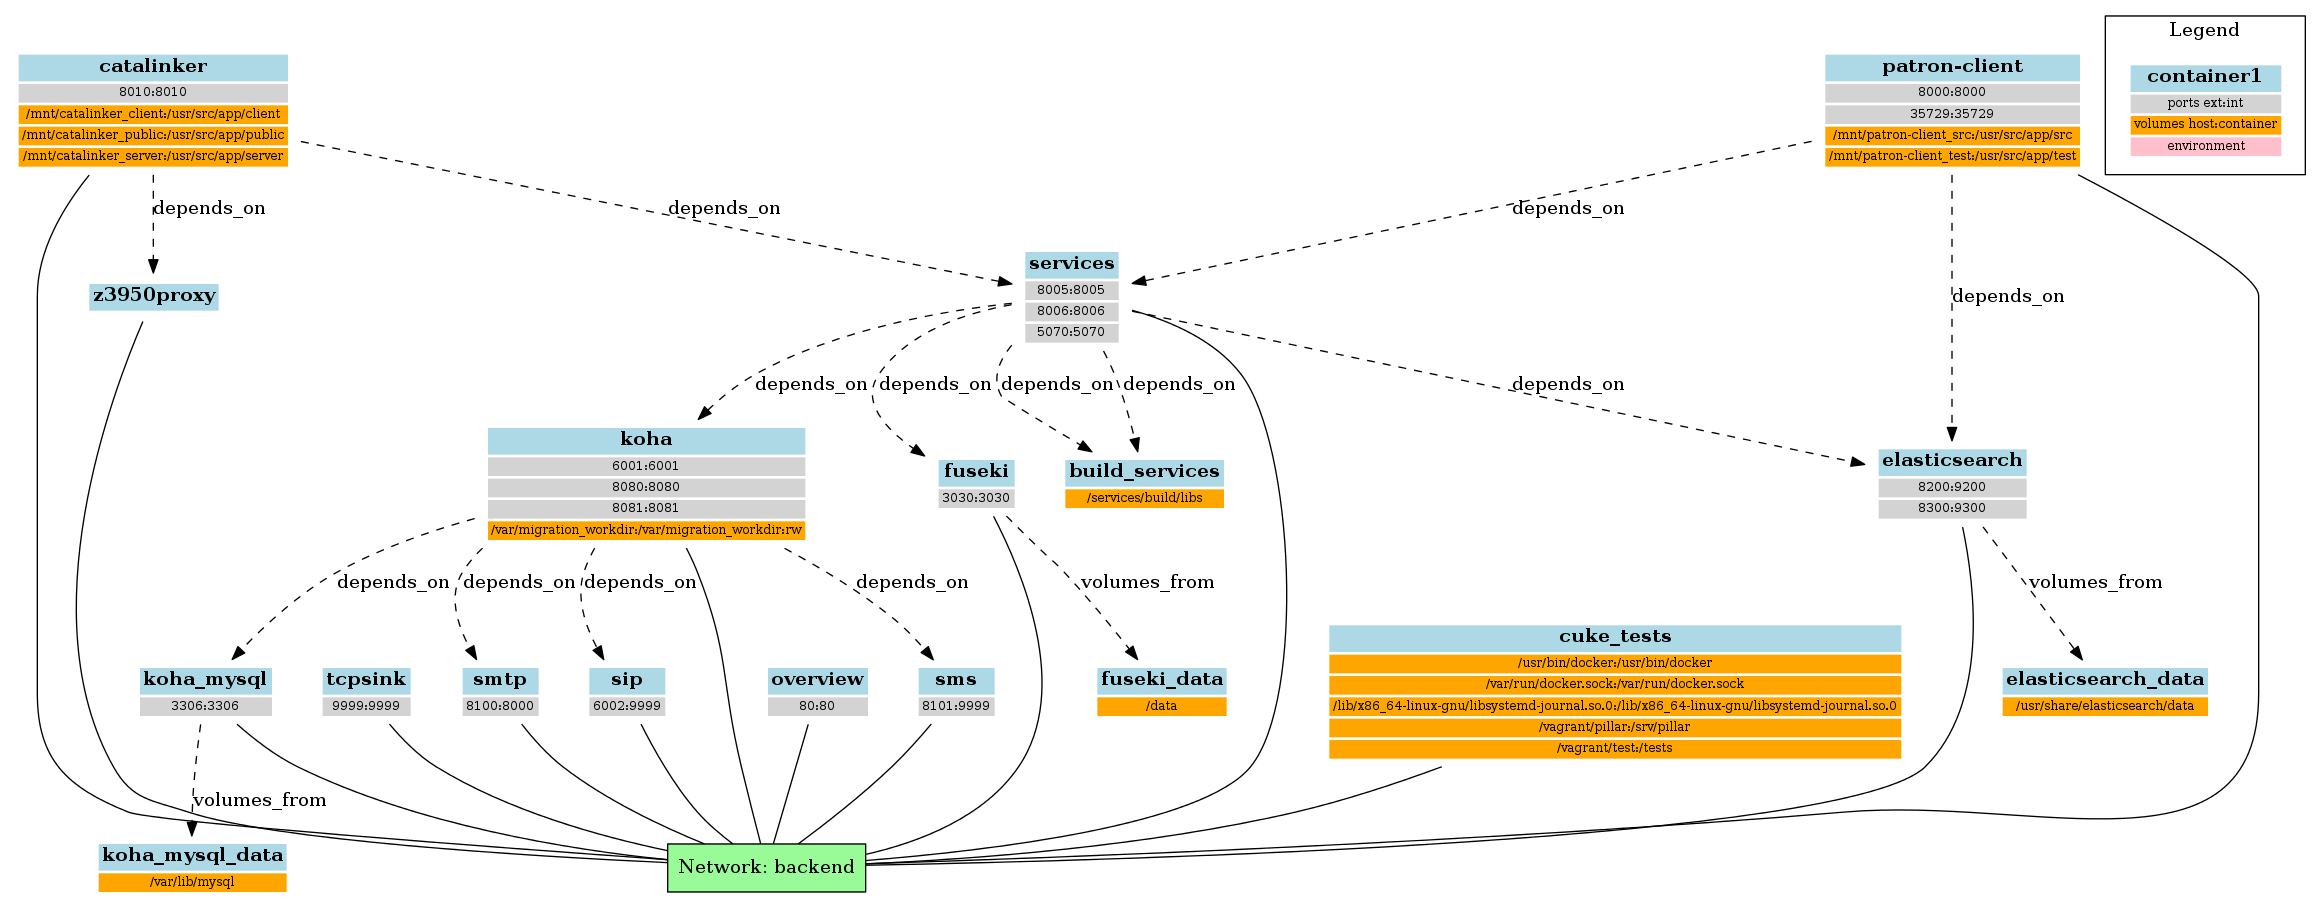 Legend
container1
ports ext:int
volumes host:container
environment
catalinker
8010:8010
/mnt/catalinker_client:/usr/src/app/client
/mnt/catalinker_public:/usr/src/app/public
/mnt/catalinker_server:/usr/src/app/server
patron-client
8000:8000
35729:35729
/mnt/patron-client_src:/usr/src/app/src
/mnt/patron-client_test:/usr/src/app/test
depends_on
depends_on
depends_on
services
8005:8005
8006:8006
5070:5070
z3950proxy
depends_on
depends_on
depends_on
depends_on
depends_on
depends_on
koha
6001:6001
8080:8080
8081:8081
/var/migration_workdir:/var/migration_workdir:rw
fuseki
3030:3030
build_services
/services/build/libs
elasticsearch
8200:9200
8300:9300
depends_on
depends_on
depends_on
depends_on
volumes_from
volumes_from
koha_mysql
3306:3306
tcpsink
9999:9999
smtp
8100:8000
sip
6002:9999
overview
80:80
sms
8101:9999
fuseki_data
/data
cuke_tests
/usr/bin/docker:/usr/bin/docker
/var/run/docker.sock:/var/run/docker.sock
/lib/x86_64-linux-gnu/libsystemd-journal.so.0:/lib/x86_64-linux-gnu/libsystemd-journal.so.0
/vagrant/pillar:/srv/pillar
/vagrant/test:/tests
elasticsearch_data
/usr/share/elasticsearch/data
volumes_from
koha_mysql_data
/var/lib/mysql
Network: backend